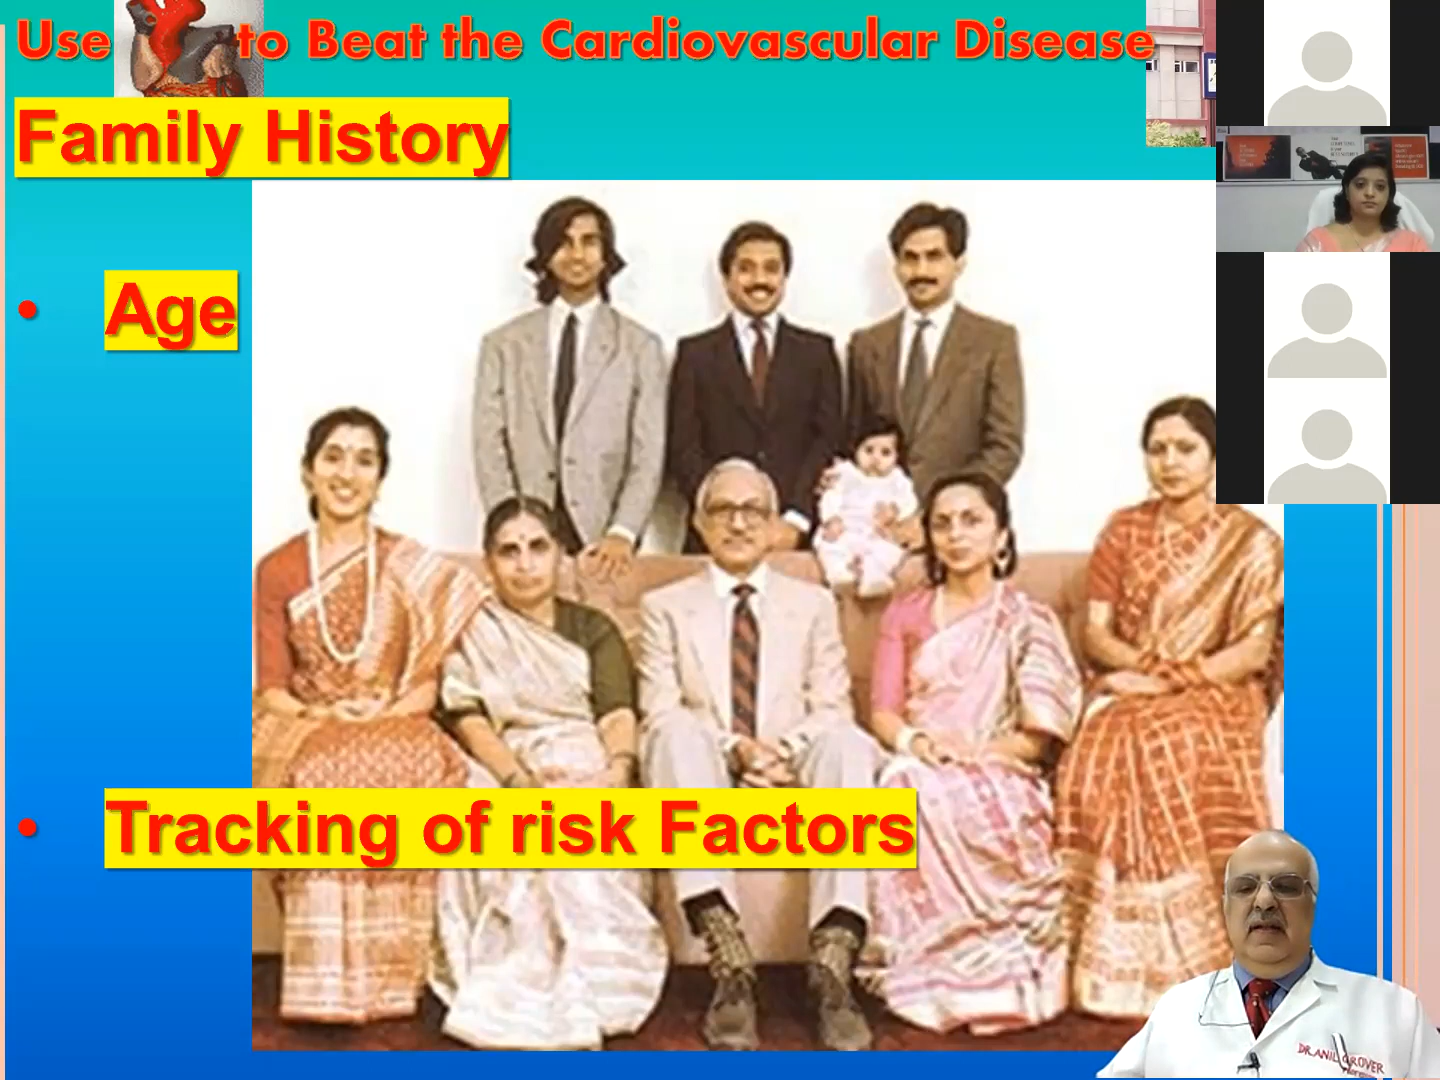 Use to Beat the Cardiovascular Disease
Family History
• Age
• Tracking of risk Factors
DR.ANIL GROVER